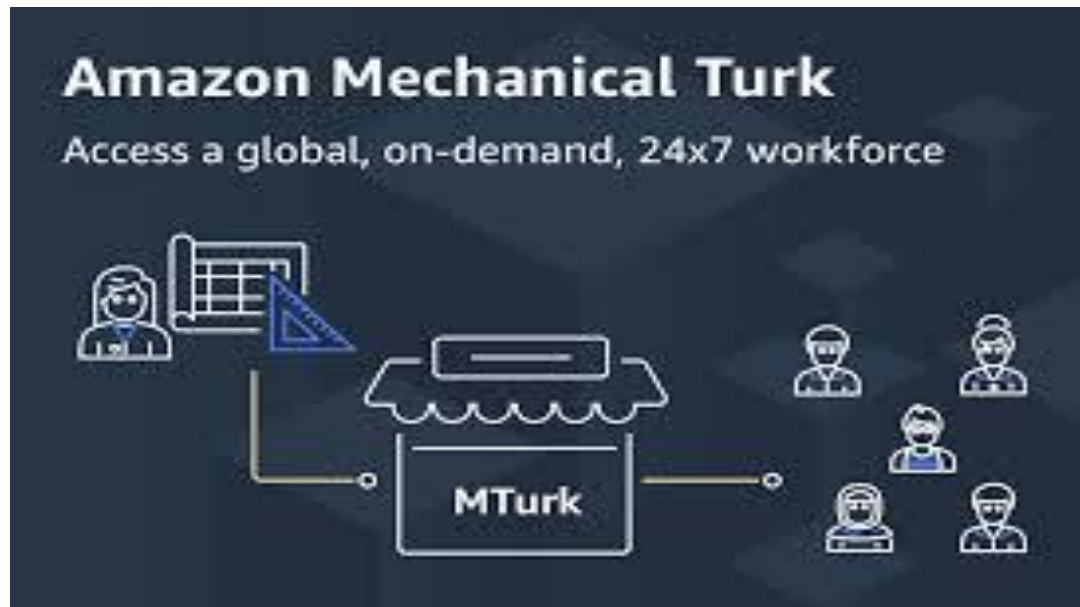 Amazon Mechanical Turk
Access a global, on-demand, 24x7 workforce
MTurk